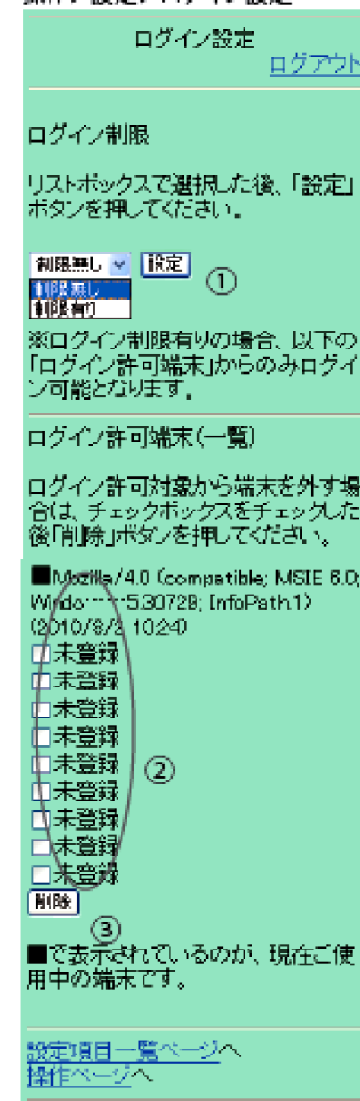 ログイン設定
ログアウト
ログイン制限
リストボックスで選択した後、「設定」
ボタンを押してください。
制限無し 設定 ①
制限無し
制限有り
※ログイン制限有りの場合、以下の
「ログイン許可端末」からのみログイ
ン可能となります。
ログイン許可端末(一覧)
ログイン許可対象から端末を外す場
合は、チェックボックスをチェックした
後「削除」ボタンを押してください。
■Mozilla/4.0 (compatible; MSIE 6.0;
Windo……5.30729; InfoPath.1)
(2010/8/2 10:24)
未登録
未登録
未登録
未登録
未登録 ②
未登録
未登録
未登録
未登録
削除
③
■で表示されているのが、現在ご使
用中の端末です。
設定項目一覧ページへ
操作ページへ